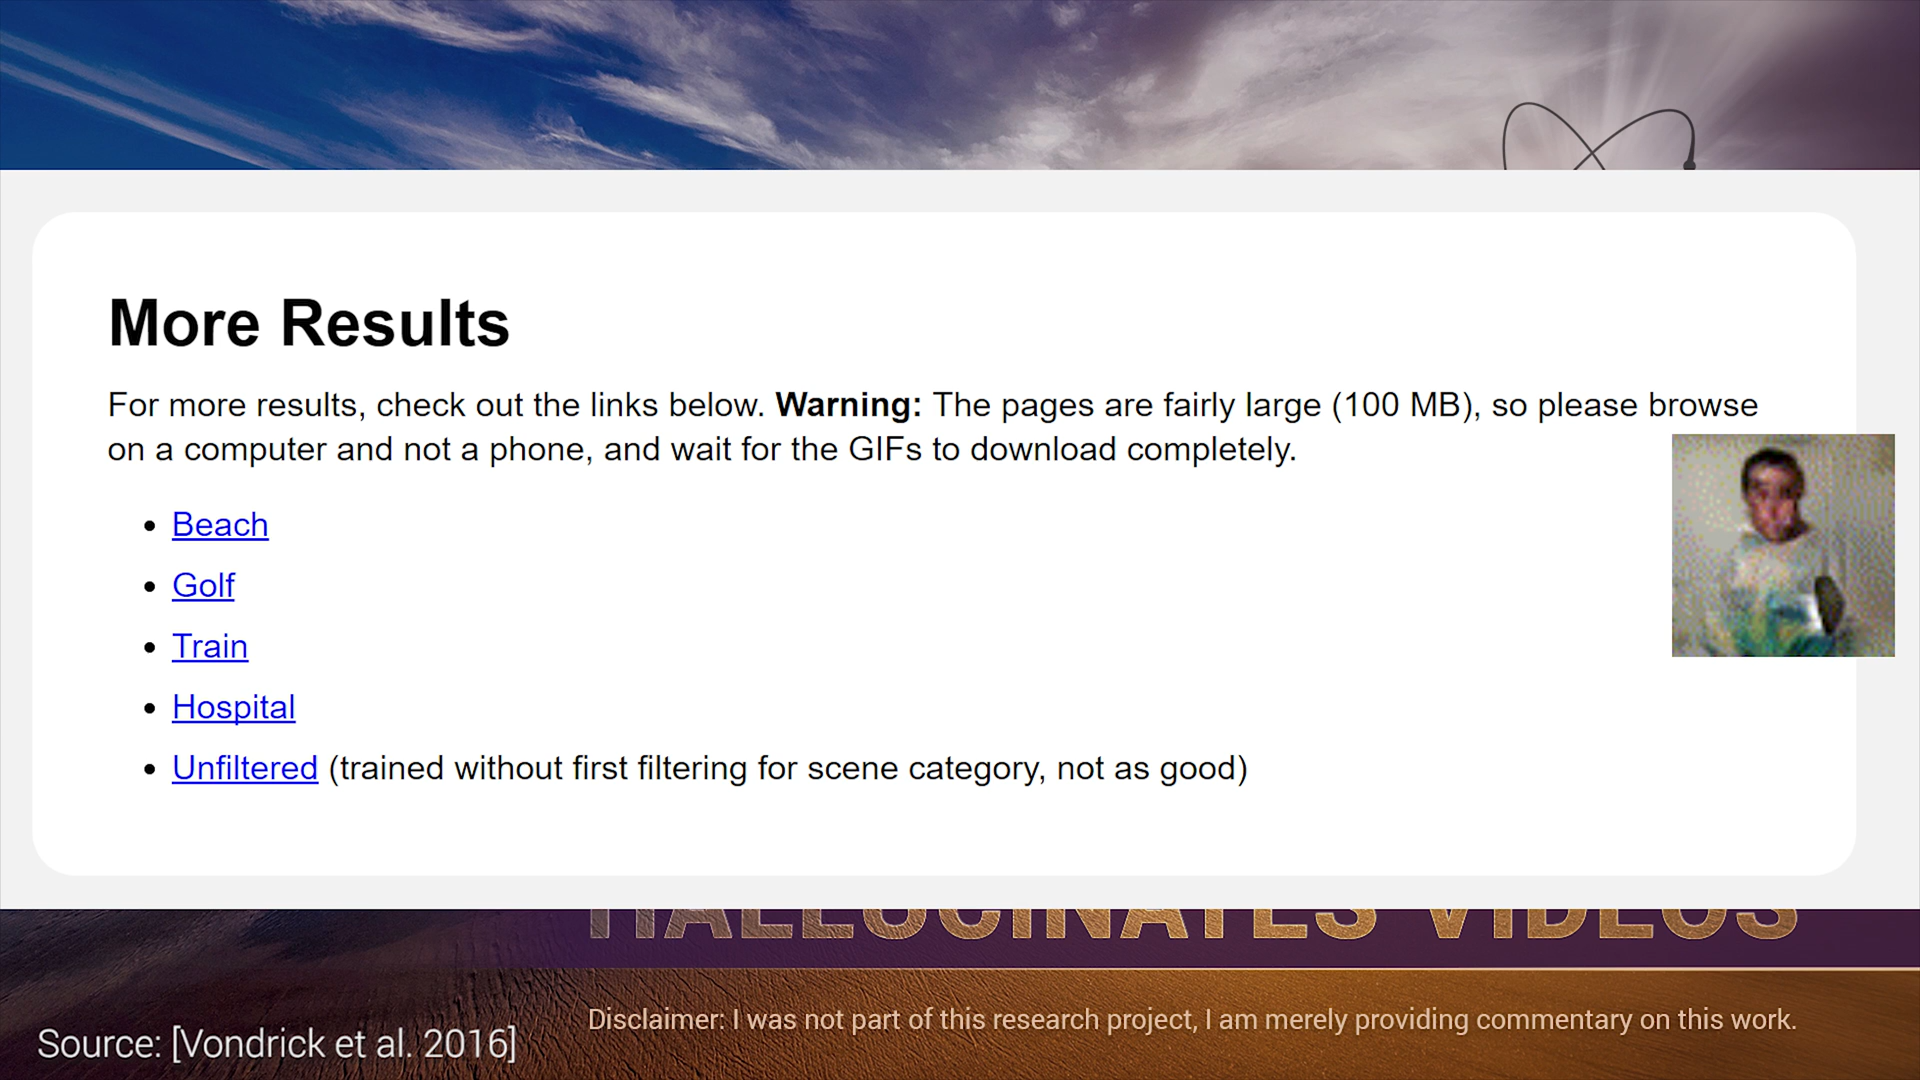 More Results
For more results, check out the links below. Warning: The pages are fairly large (100 MB), so please browse
on a computer and not a phone, and wait for the GIFs to download completely.
• Beach
• Golf
• Train
• Hospital
• Unfiltered (trained without first filtering for scene category, not as good)
HALLUCINATES VIDEOS
Disclaimer: I was not part of this research project, I am merely providing commentary on this work.
Source: [Vondrick et al. 2016]